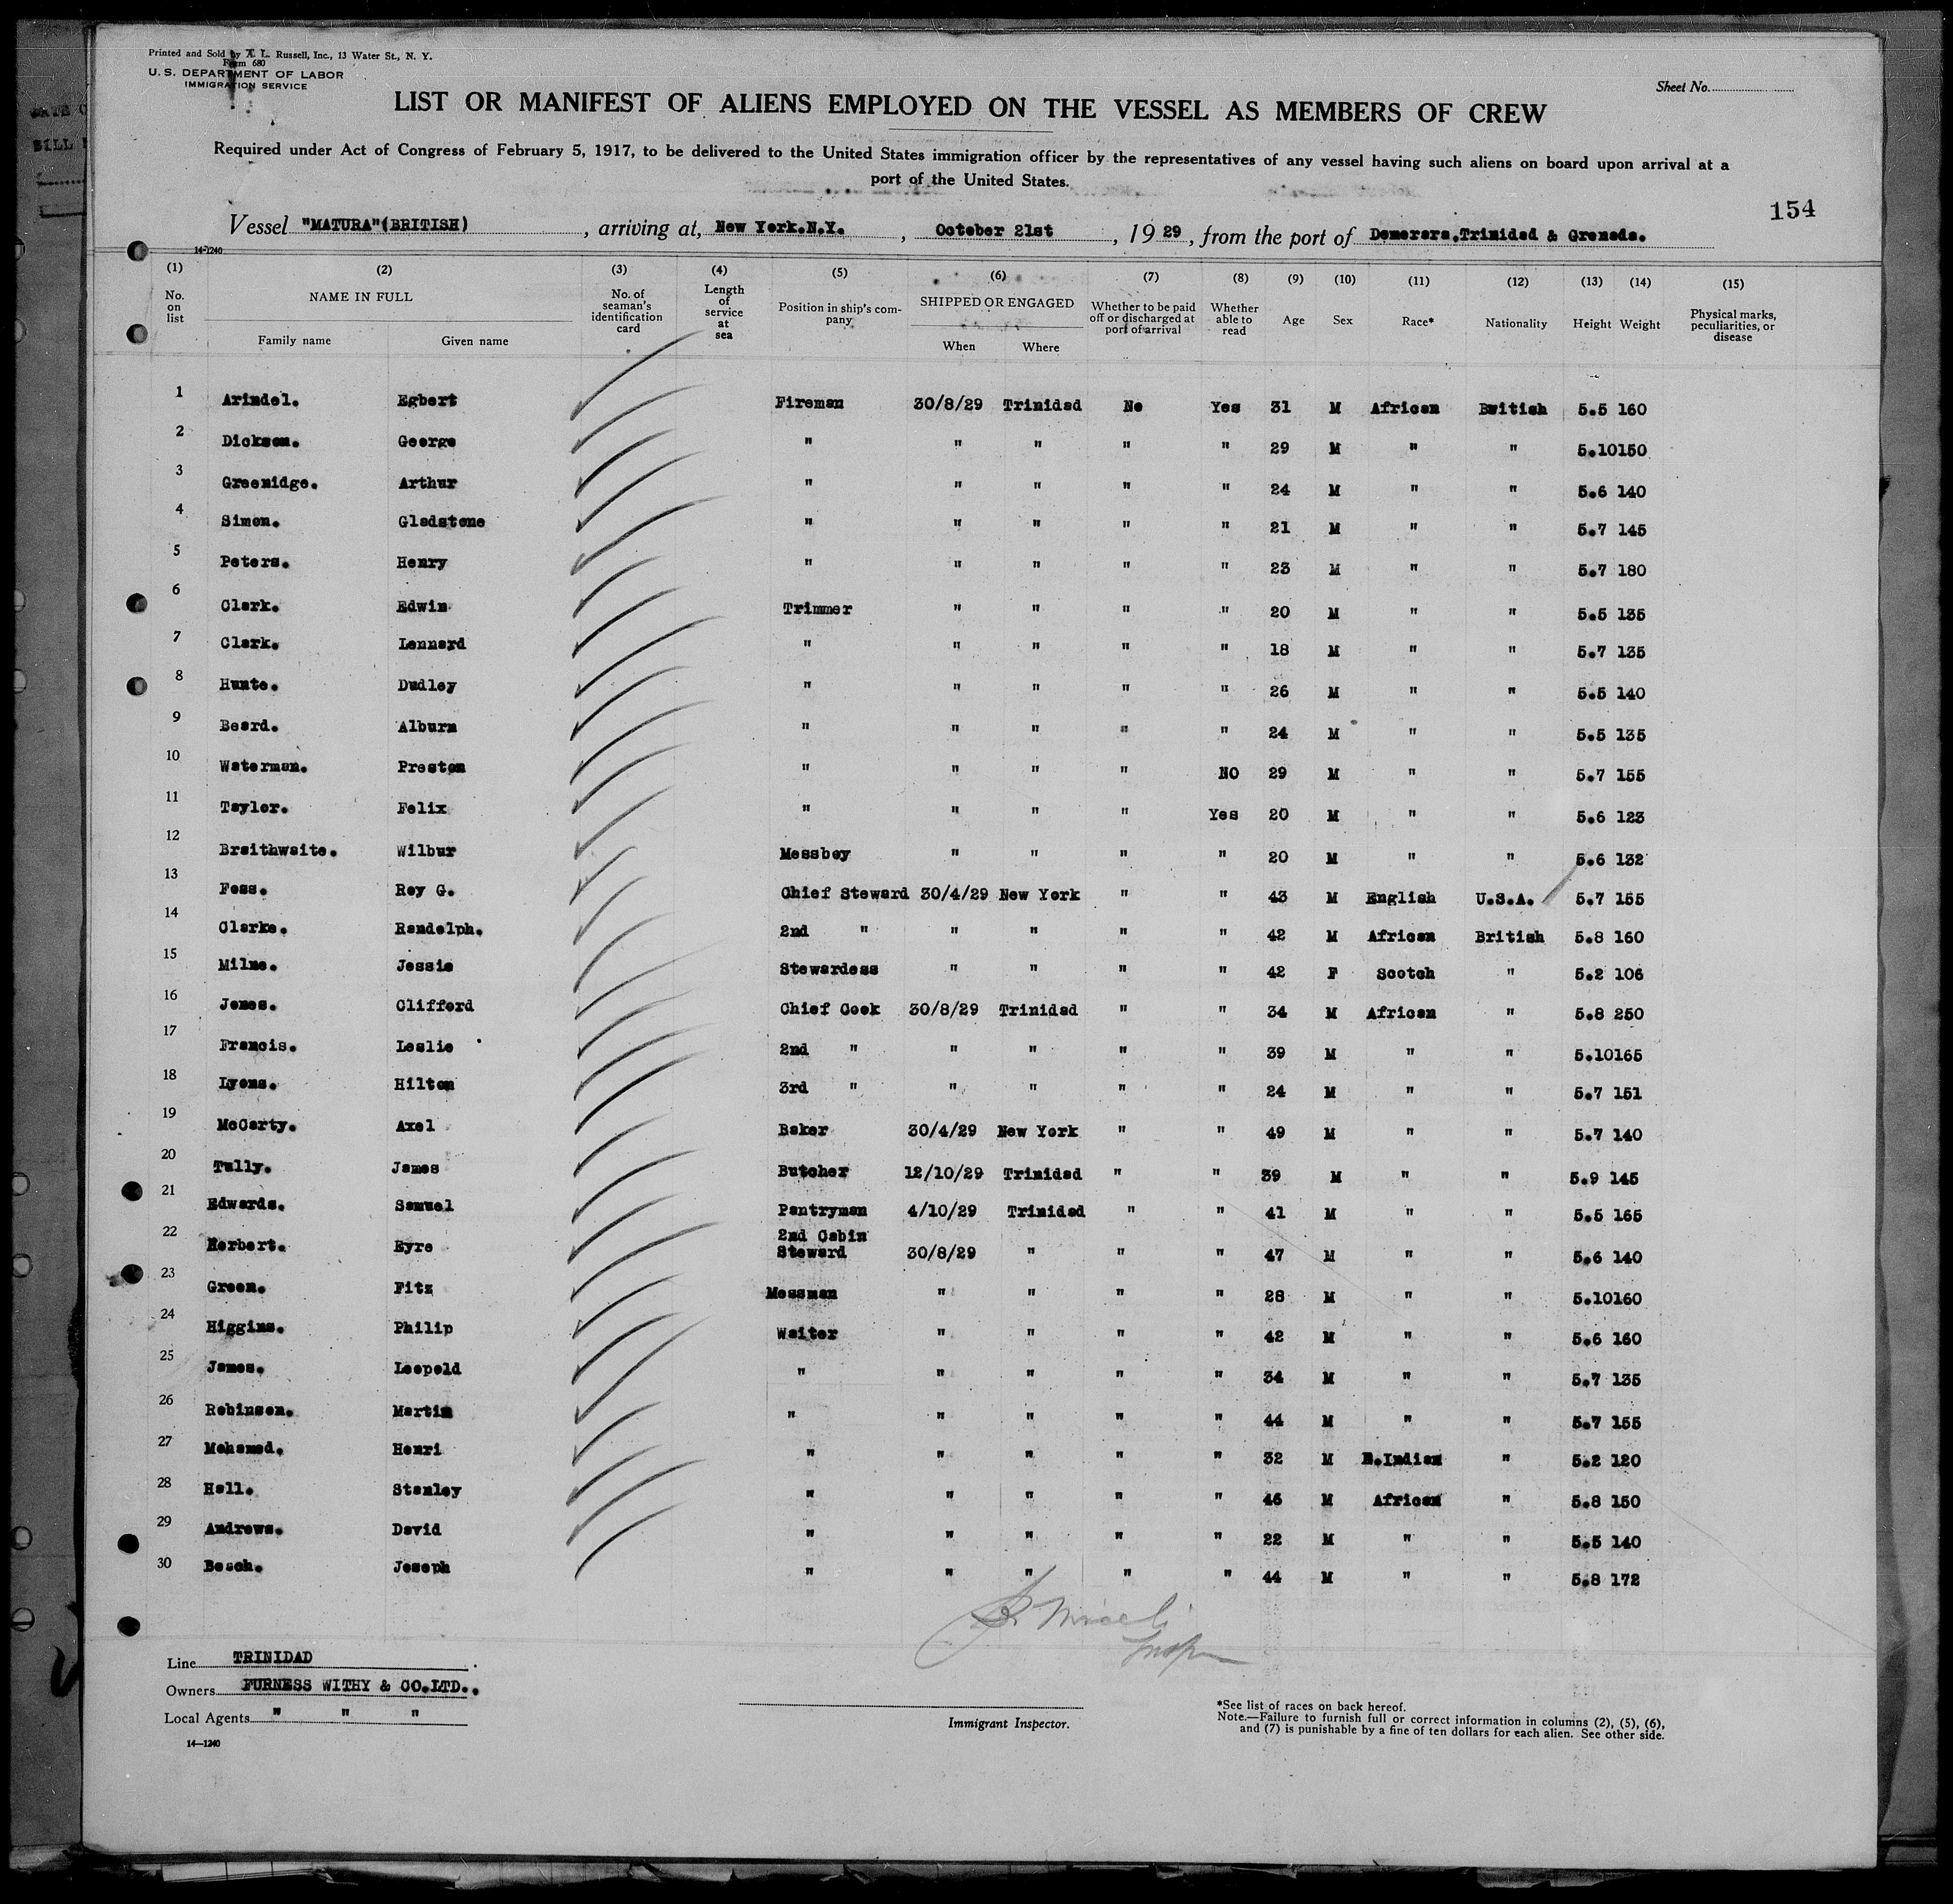 Printed and Sold by A. L. Russell, Inc., 13 Water St., N. Y.
Form 680
U. S. DEPARTMENT OF LABOR
IMMIGRATION SERVICE
Sheet No.
LIST OR MANIFEST OF ALIENS EMPLOYED ON THE VESSEL AS MEMBERS OF CREW
Required under Act of Congress of February 5, 1917, to be delivered to the United States immigration officer by the representatives of any vessel having such aliens on board upon arrival at a
port of the United States.
154
Vessel "MATURA"(BRITISH), arriving at, New York.N.Y., October 21st, 19 29, from the port of Demerara,Trinidad & Grenada.
14-1240
(1) (2) (3) (4) (5) (6) (7) (8) (9) (10) (11) (12) (13) (14) (15)
No. on list NAME IN FULL Family name Given name No. of seaman's identification card Length of service at sea Position in ship's company SHIPPED OR ENGAGED When Where Whether to be paid off or discharged at port of arrival Whether able to read Age Sex Race* Nationality Height Weight Physical marks, peculiarities, or disease
1 Arindel. Egbert Fireman 30/8/29 Trinidad No Yes 31 M African British 5.5 160
2 Dickson. George " " " " " 29 M " " 5.10 150
3 Greenidge. Arthur " " " " " 24 M " " 5.6 140
4 Simon. Gladstone " " " " " 21 M " " 5.7 145
5 Peters. Henry " " " " " 23 M " " 5.7 180
6 Clark. Edwin Trimmer " " " " 20 M " " 5.5 135
7 Clark. Lennard " " " " " 18 M " " 5.7 135
8 Hunte. Dudley " " " " " 26 M " " 5.5 140
9 Beard. Alburn " " " " " 24 M " " 5.5 135
10 Waterman. Preston " " " " NO 29 M " " 5.7 155
11 Taylor. Felix " " " " Yes 20 M " " 5.6 123
12 Braithwaite. Wilbur Messboy " " " " 20 M " " 5.6 132
13 Foss. Roy G. Chief Steward 30/4/29 New York " " 43 M English U.S.A. 5.7 155
14 Clarke. Randolph. 2nd " " " " " 42 M African British 5.8 160
15 Milne. Jessie Stewardess " " " " 42 F Scotch " 5.2 106
16 Jones. Clifford Chief Cook 30/8/29 Trinidad " " 34 M African " 5.8 250
17 Francis. Leslie 2nd " " " " " 39 M " " 5.10 165
18 Lyons. Hilton 3rd " " " " " 24 M " " 5.7 151
19 McCarty. Axel Baker 30/4/29 New York " " 49 M " " 5.7 140
20 Tully. James Butcher 12/10/29 Trinidad " " 39 M " " 5.9 145
21 Edwards. Samuel Pantryman 4/10/29 Trinidad " " 41 M " " 5.5 165
22 Herbert. Eyre 2nd Cabin Steward 30/8/29 " " " 47 M " " 5.6 140
23 Green. Fitz Messman " " " " 28 M " " 5.10 160
24 Higgins. Philip Waiter " " " " 42 M " " 5.6 160
25 James. Leopold " " " " " 34 M " " 5.7 135
26 Robinson. Martin " " " " " 44 M " " 5.7 155
27 Mohamed. Henri " " " " " 32 M E.Indian " 5.2 120
28 Hall. Stanley " " " " " 46 M African " 5.8 150
29 Andrews. David " " " " " 22 M " " 5.5 140
30 Beach. Joseph " " " " " 44 M " " 5.8 172
Insp
Line TRINIDAD
Owners FURNESS WITHY & CO.LTD..
Local Agents " " "
14—1240
Immigrant Inspector.
*See list of races on back hereof.
Note.—Failure to furnish full or correct information in columns (2), (5), (6),
and (7) is punishable by a fine of ten dollars for each alien. See other side.